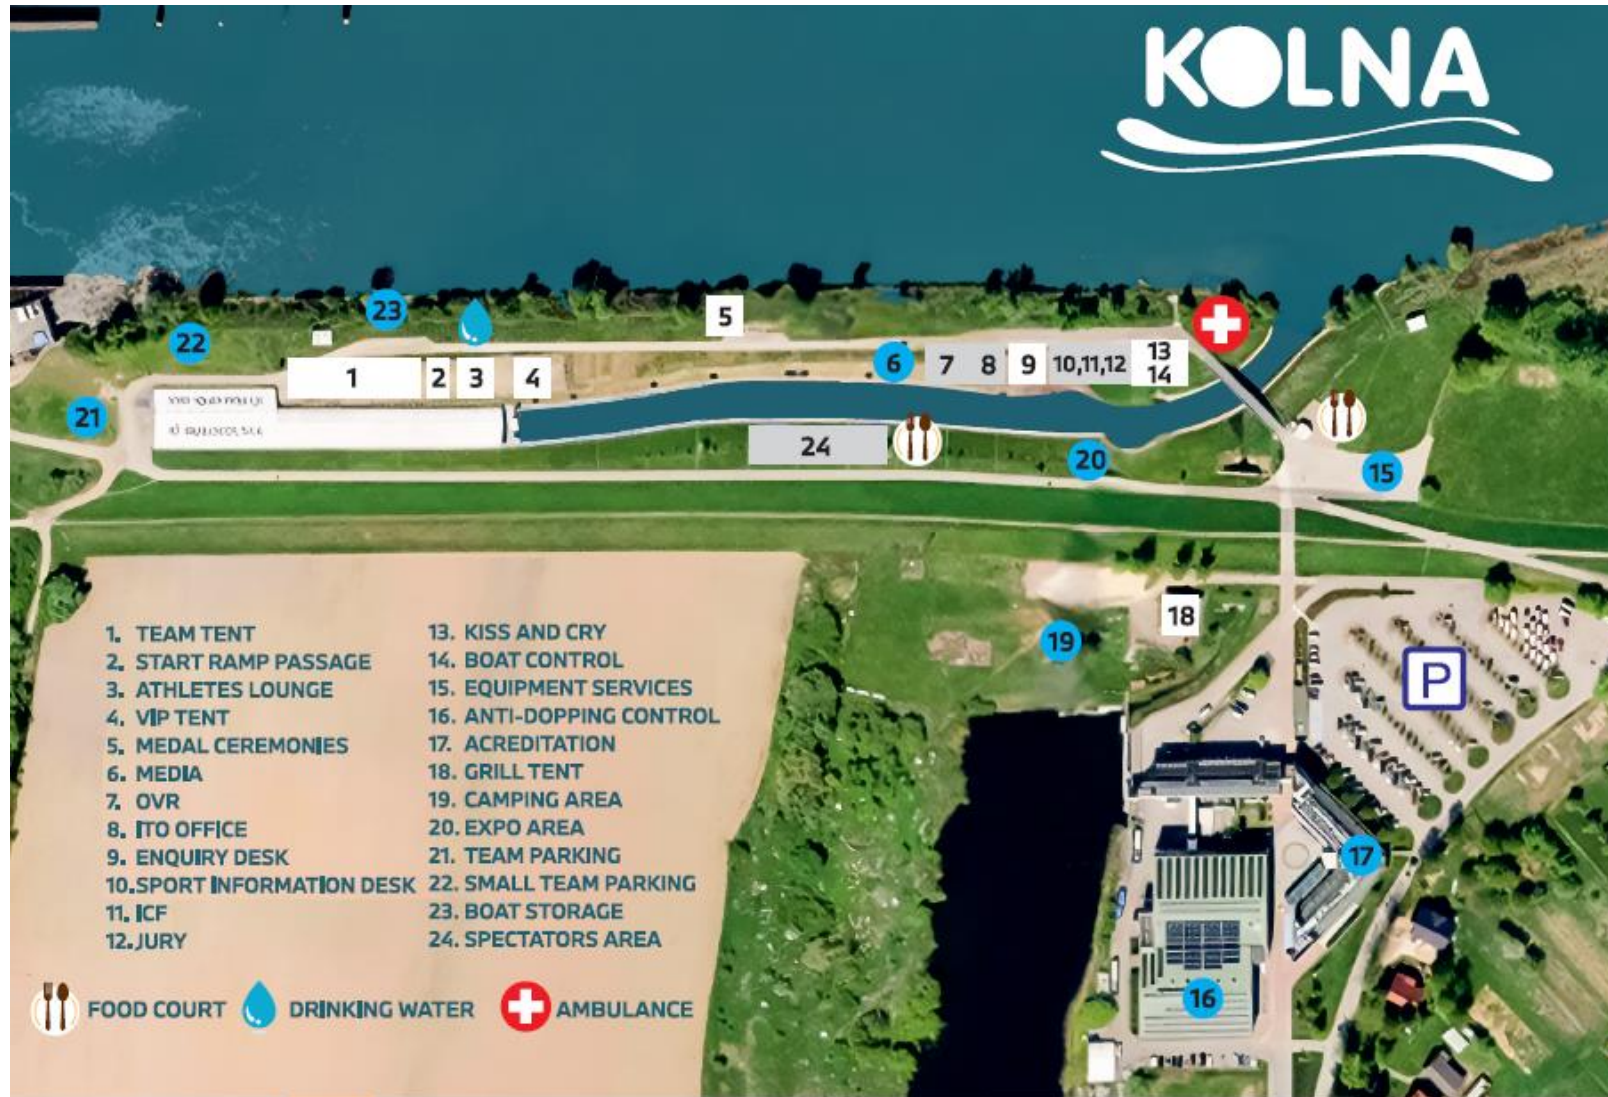 KOLNA
5
23
22
6
7
8
9
10,11,12
13
14
1
2
3
4
21
24
20
15
18
19
P
17
16
1. TEAM TENT
2. START RAMP PASSAGE
3. ATHLETES LOUNGE
4. VIP TENT
5. MEDAL CEREMONIES
6. MEDIA
7. OVR
8. ITO OFFICE
9. ENQUIRY DESK
10.SPORT INFORMATION DESK
11. ICF
12.JURY
13. KISS AND CRY
14. BOAT CONTROL
15. EQUIPMENT SERVICES
16. ANTI-DOPPING CONTROL
17. ACREDITATION
18. GRILL TENT
19. CAMPING AREA
20. EXPO AREA
21. TEAM PARKING
22. SMALL TEAM PARKING
23. BOAT STORAGE
24. SPECTATORS AREA
FOOD COURT
DRINKING WATER
AMBULANCE